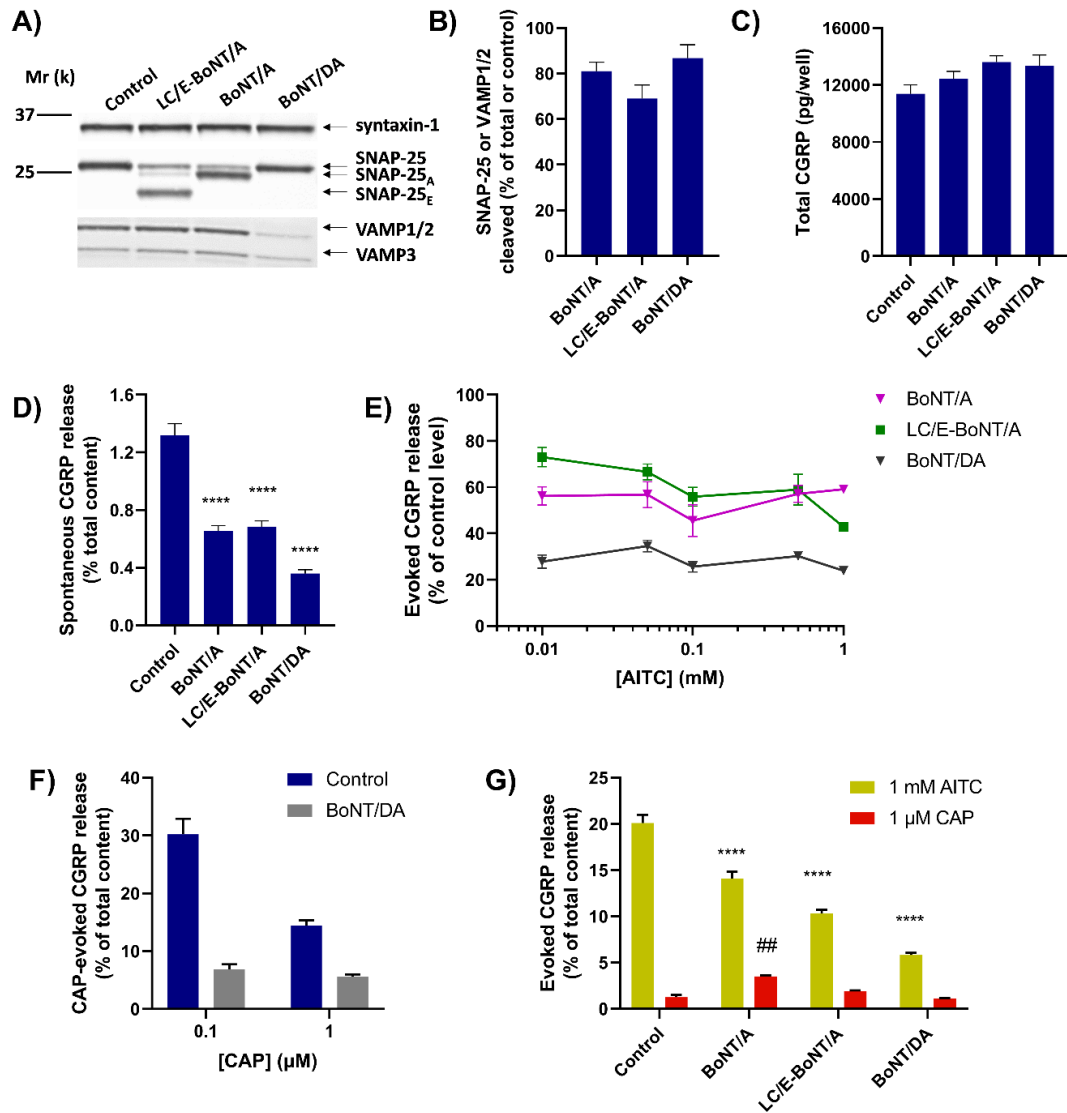 A)
Mr (k)
Control
LC/E-BoNT/A
BoNT/A
BoNT/DA
37
25
syntaxin-1
SNAP-25
SNAP-25A
SNAP-25E
VAMP1/2
VAMP3
B)
SNAP-25 or VAMP1/2
cleaved (% of total or control)
100
80
60
40
20
0
BoNT/A
LC/E-BoNT/A
BoNT/DA
C)
Total CGRP (pg/well)
16000
12000
8000
4000
0
Control
BoNT/A
LC/E-BoNT/A
BoNT/DA
D)
Spontaneous CGRP release
(% total content)
1.6
1.2
0.8
0.4
0.0
****
****
****
Control
BoNT/A
LC/E-BoNT/A
BoNT/DA
E)
Evoked CGRP release
(% of control level)
100
80
60
40
20
0
0.01
0.1
1
[AITC] (mM)
BoNT/A
LC/E-BoNT/A
BoNT/DA
F)
CAP-evoked CGRP release
(% of total content)
40
30
20
10
0
0.1
1
[CAP] (µM)
Control
BoNT/DA
G)
Evoked CGRP release
(% of total content)
25
20
15
10
5
0
1 mM AITC
1 µM CAP
****
##
****
****
Control
BoNT/A
LC/E-BoNT/A
BoNT/DA